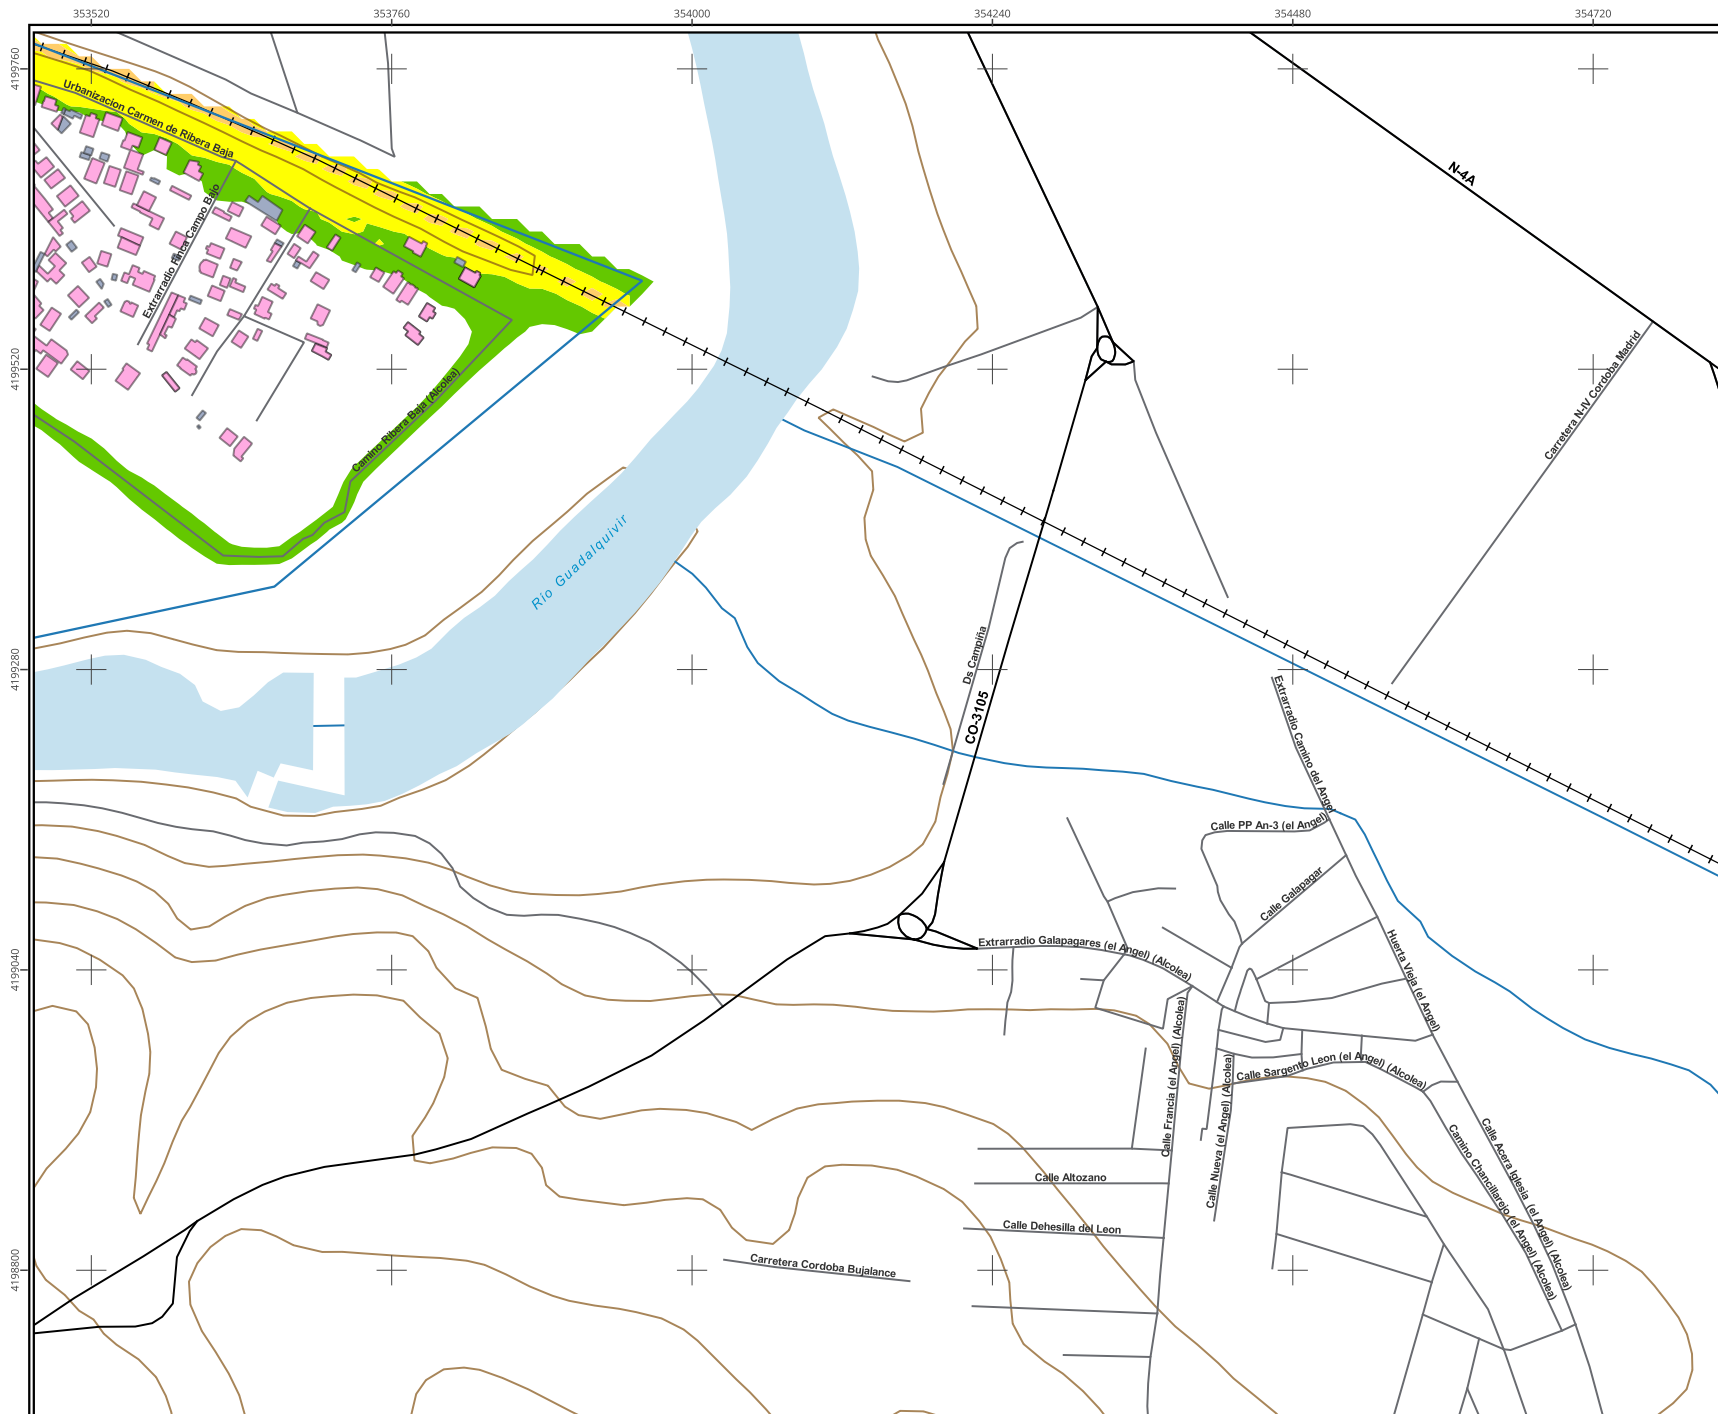 353520
353760
354000
354240
354480
354720
4199760
4199520
4199280
4199040
4198800
Urbanizacion Carmen de Ribera Baja
Extrarradio Finca Campo Bajo
Camino Ribera Baja (Alcolea)
Rio Guadalquivir
N-4A
Carretera N-IV Cordoba Madrid
Ds Campiña
CO-3105
Extrarradio Camino del Angel
Calle PP An-3 (el Angel)
Calle Galapagar
Extrarradio Galapagares (el Angel) (Alcolea)
Huerta Vieja (el Angel)
Calle Francia (el Angel) (Alcolea)
Calle Nueva (el Angel) (Alcolea)
Calle Sargento Leon (el Angel) (Alcolea)
Calle Acera Iglesia (el Angel) (Alcolea)
Camino Chancillarejo (el Angel) (Alcolea)
Calle Altozano
Calle Dehesilla del Leon
Carretera Cordoba Bujalance